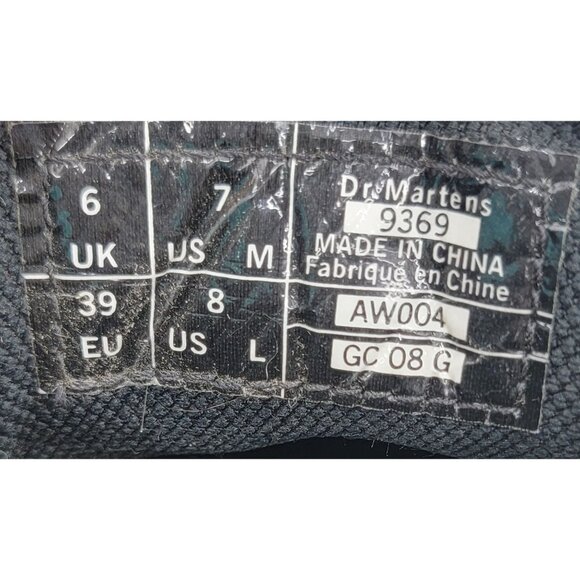 6 UK
7 US M
39 EU
8 US L
Dr. Martens
9369
MADE IN CHINA
Fabriqué en Chine
AW004
GC 08 G